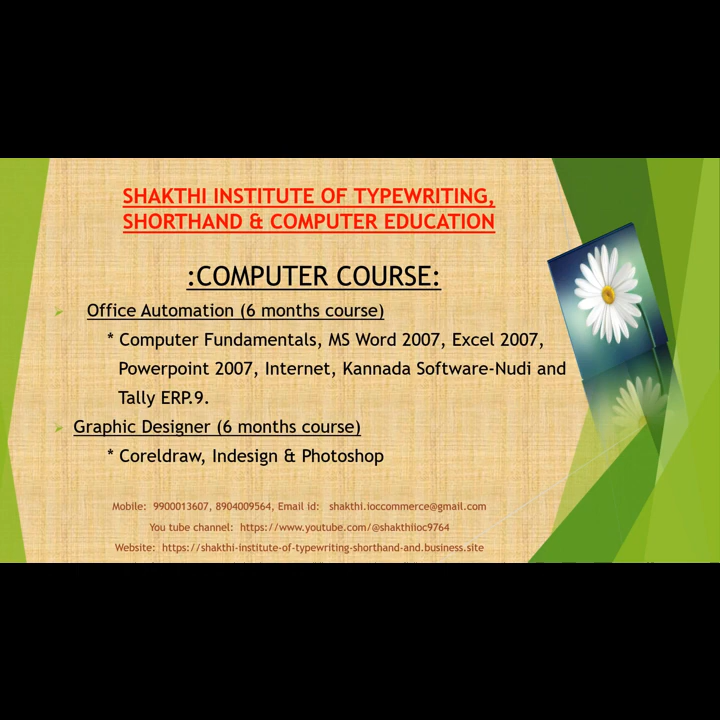 SHAKTHI INSTITUTE OF TYPEWRITING,
SHORTHAND & COMPUTER EDUCATION
:COMPUTER COURSE:
Office Automation (6 months course)
* Computer Fundamentals, MS Word 2007, Excel 2007,
Powerpoint 2007, Internet, Kannada Software-Nudi and
Tally ERP.9.
Graphic Designer (6 months course)
* Coreldraw, Indesign & Photoshop
Mobile: 9900013607, 8904009564, Email id: shakthi.ioccommerce@gmail.com
You tube channel: https://www.youtube.com/@shakthiioc9764
Website: https://shakthi-institute-of-typewriting-shorthand-and.business.site